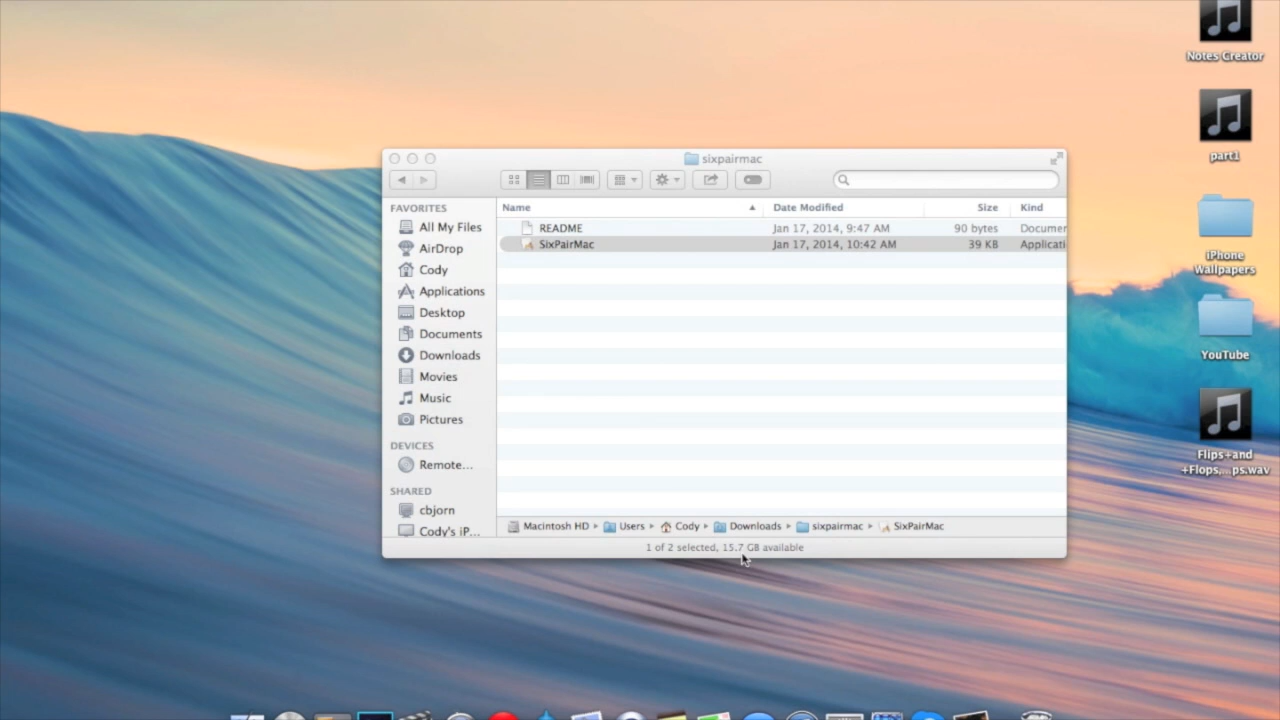 Notes Creator
part1
iPhone
Wallpapers
YouTube
Flips+and
+Flops,...ps.wav
sixpairmac
FAVORITES
All My Files
AirDrop
Cody
Applications
Desktop
Documents
Downloads
Movies
Music
Pictures
DEVICES
Remote...
SHARED
cbjorn
Cody's iP...
Name Date Modified Size Kind
README Jan 17, 2014, 9:47 AM 90 bytes Documer
SixPairMac Jan 17, 2014, 10:42 AM 39 KB Applicati
Macintosh HD ▸ Users ▸ Cody ▸ Downloads ▸ sixpairmac ▸ SixPairMac
1 of 2 selected, 15.7 GB available